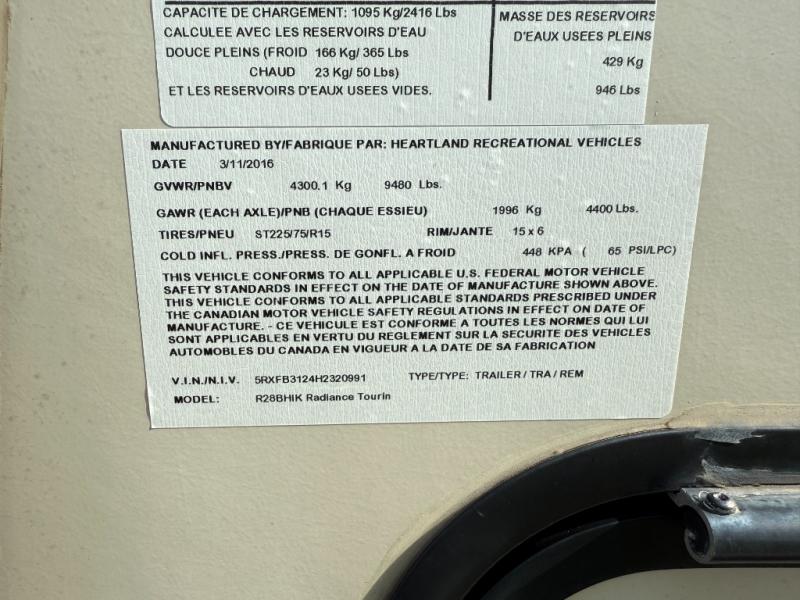 CAPACITE DE CHARGEMENT: 1095 Kg/2416 Lbs
CALCULEE AVEC LES RESERVOIRS D'EAU
DOUCE PLEINS (FROID 166 Kg/ 365 Lbs
CHAUD 23 Kg/ 50 Lbs)
ET LES RESERVOIRS D'EAUX USEES VIDES.
MASSE DES RESERVOIRS
D'EAUX USEES PLEINS
429 Kg
946 Lbs
MANUFACTURED BY/FABRIQUE PAR: HEARTLAND RECREATIONAL VEHICLES
DATE 3/11/2016
GVWR/PNBV 4300.1 Kg 9480 Lbs.
GAWR (EACH AXLE)/PNB (CHAQUE ESSIEU) 1996 Kg 4400 Lbs.
TIRES/PNEU ST225/75/R15 RIM/JANTE 15 x 6
COLD INFL. PRESS./PRESS. DE GONFL. A FROID 448 KPA ( 65 PSI/LPC)
THIS VEHICLE CONFORMS TO ALL APPLICABLE U.S. FEDERAL MOTOR VEHICLE
SAFETY STANDARDS IN EFFECT ON THE DATE OF MANUFACTURE SHOWN ABOVE.
THIS VEHICLE CONFORMS TO ALL APPLICABLE STANDARDS PRESCRIBED UNDER
THE CANADIAN MOTOR VEHICLE SAFETY REGULATIONS IN EFFECT ON DATE OF
MANUFACTURE. - CE VEHICULE EST CONFORME A TOUTES LES NORMES QUI LUI
SONT APPLICABLES EN VERTU DU REGLEMENT SUR LA SECURITE DES VEHICLES
AUTOMOBILES DU CANADA EN VIGUEUR A LA DATE DE SA FABRICATION
V.I.N./N.I.V. 5RXFB3124H2320991 TYPE/TYPE: TRAILER / TRA / REM
MODEL: R28BHIK Radiance Tourin